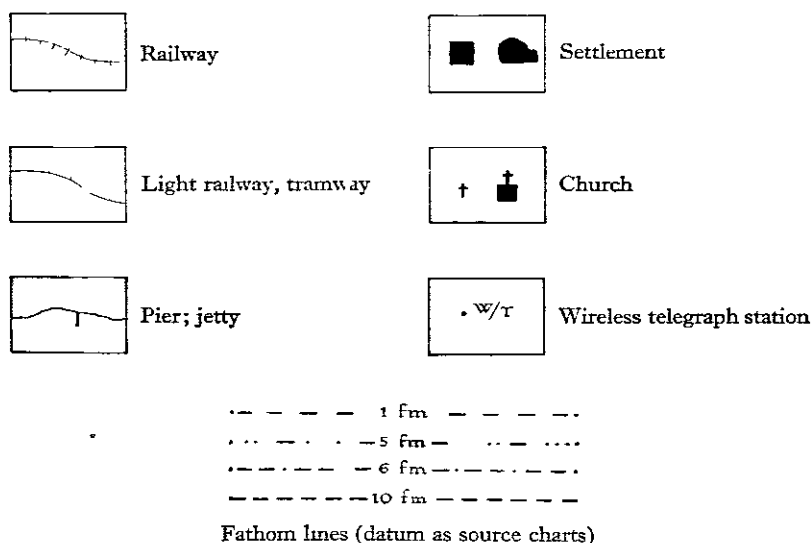 Railway
Settlement
Light railway, tramway
Church
Pier; jetty
W/T
Wireless telegraph station
1 fm
5 fm
6 fm
10 fm
Fathom lines (datum as source charts)